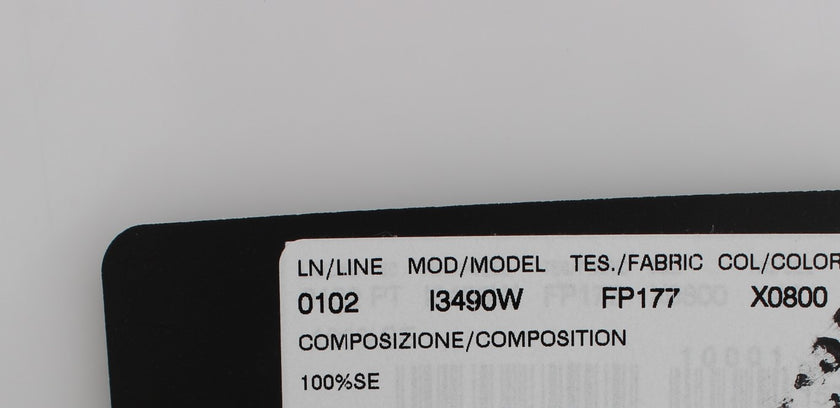 LN/LINE MOD/MODEL TES./FABRIC COL/COLOR
0102 I3490W FP177 X0800
COMPOSIZIONE/COMPOSITION
100%SE